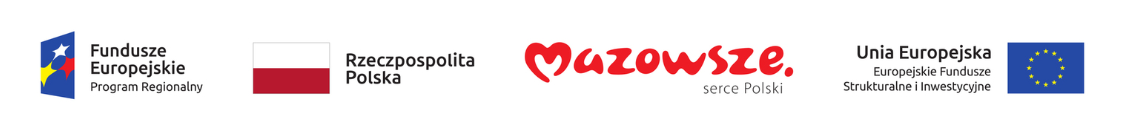 Fundusze
Europejskie
Program Regionalny
Rzeczpospolita
Polska
mazowsze.
serce Polski
Unia Europejska
Europejskie Fundusze
Strukturalne i Inwestycyjne